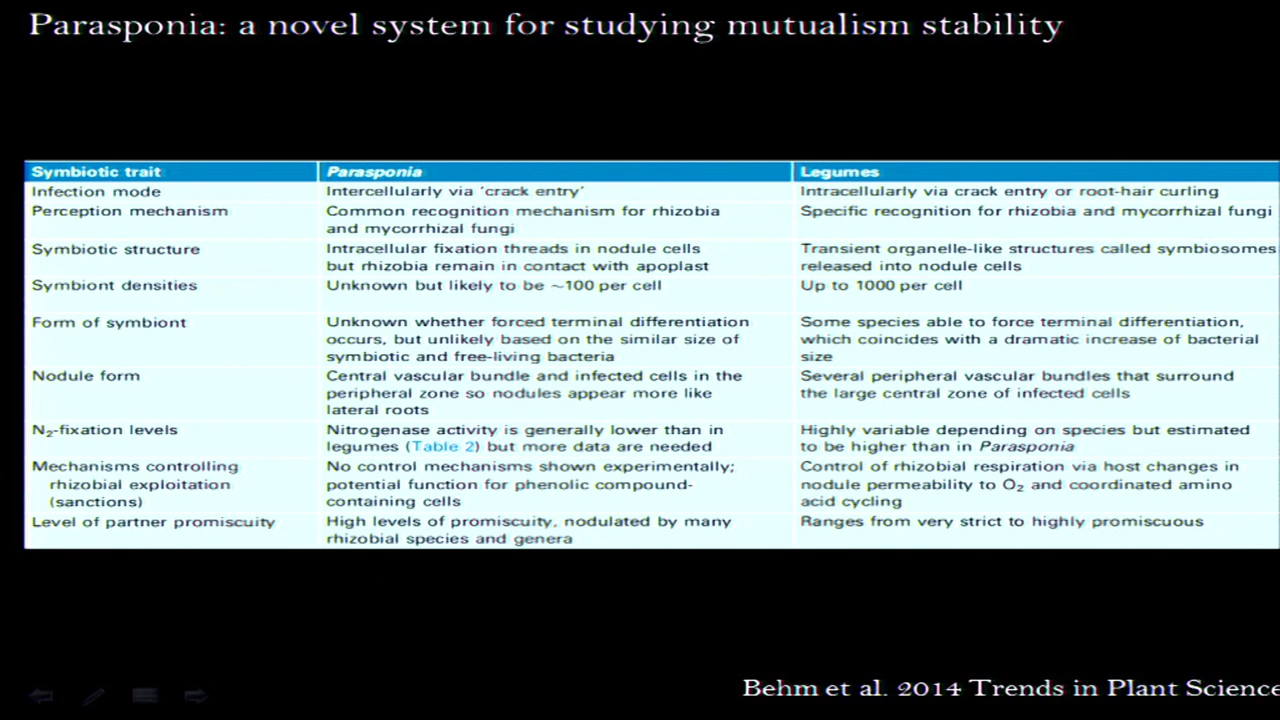 Parasponia: a novel system for studying mutualism stability
Symbiotic trait Parasponia Legumes
Infection mode Intercellularly via ‘crack entry’ Intracellularly via crack entry or root-hair curling
Perception mechanism Common recognition mechanism for rhizobia Specific recognition for rhizobia and mycorrhizal fungi
and mycorrhizal fungi
Symbiotic structure Intracellular fixation threads in nodule cells Transient organelle-like structures called symbiosomes
but rhizobia remain in contact with apoplast released into nodule cells
Symbiont densities Unknown but likely to be ~100 per cell Up to 1000 per cell
Form of symbiont Unknown whether forced terminal differentiation Some species able to force terminal differentiation,
occurs, but unlikely based on the similar size of which coincides with a dramatic increase of bacterial
symbiotic and free-living bacteria size
Nodule form Central vascular bundle and infected cells in the Several peripheral vascular bundles that surround
peripheral zone so nodules appear more like the large central zone of infected cells
lateral roots
N₂-fixation levels Nitrogenase activity is generally lower than in Highly variable depending on species but estimated
legumes (Table 2) but more data are needed to be higher than in Parasponia
Mechanisms controlling No control mechanisms shown experimentally; Control of rhizobial respiration via host changes in
rhizobial exploitation potential function for phenolic compound- nodule permeability to O₂ and coordinated amino
(sanctions) containing cells acid cycling
Level of partner promiscuity High levels of promiscuity, nodulated by many Ranges from very strict to highly promiscuous
rhizobial species and genera
Behm et al. 2014 Trends in Plant Science